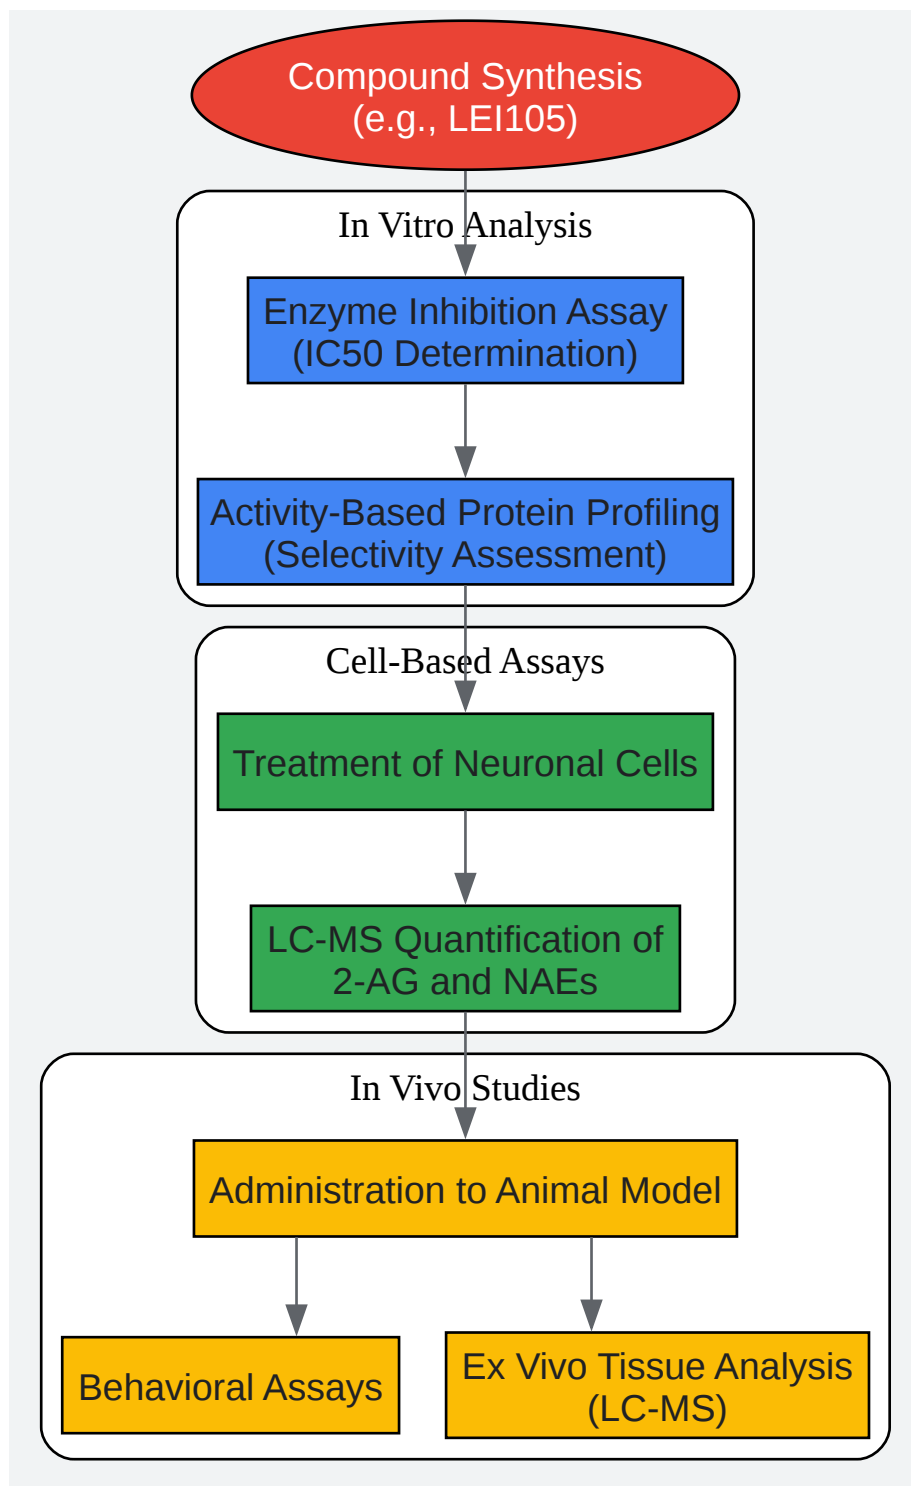 Compound Synthesis
(e.g., LEI105)
In Vitro Analysis
Enzyme Inhibition Assay
(IC50 Determination)
Activity-Based Protein Profiling
(Selectivity Assessment)
Cell-Based Assays
Treatment of Neuronal Cells
LC-MS Quantification of
2-AG and NAEs
In Vivo Studies
Administration to Animal Model
Behavioral Assays
Ex Vivo Tissue Analysis
(LC-MS)